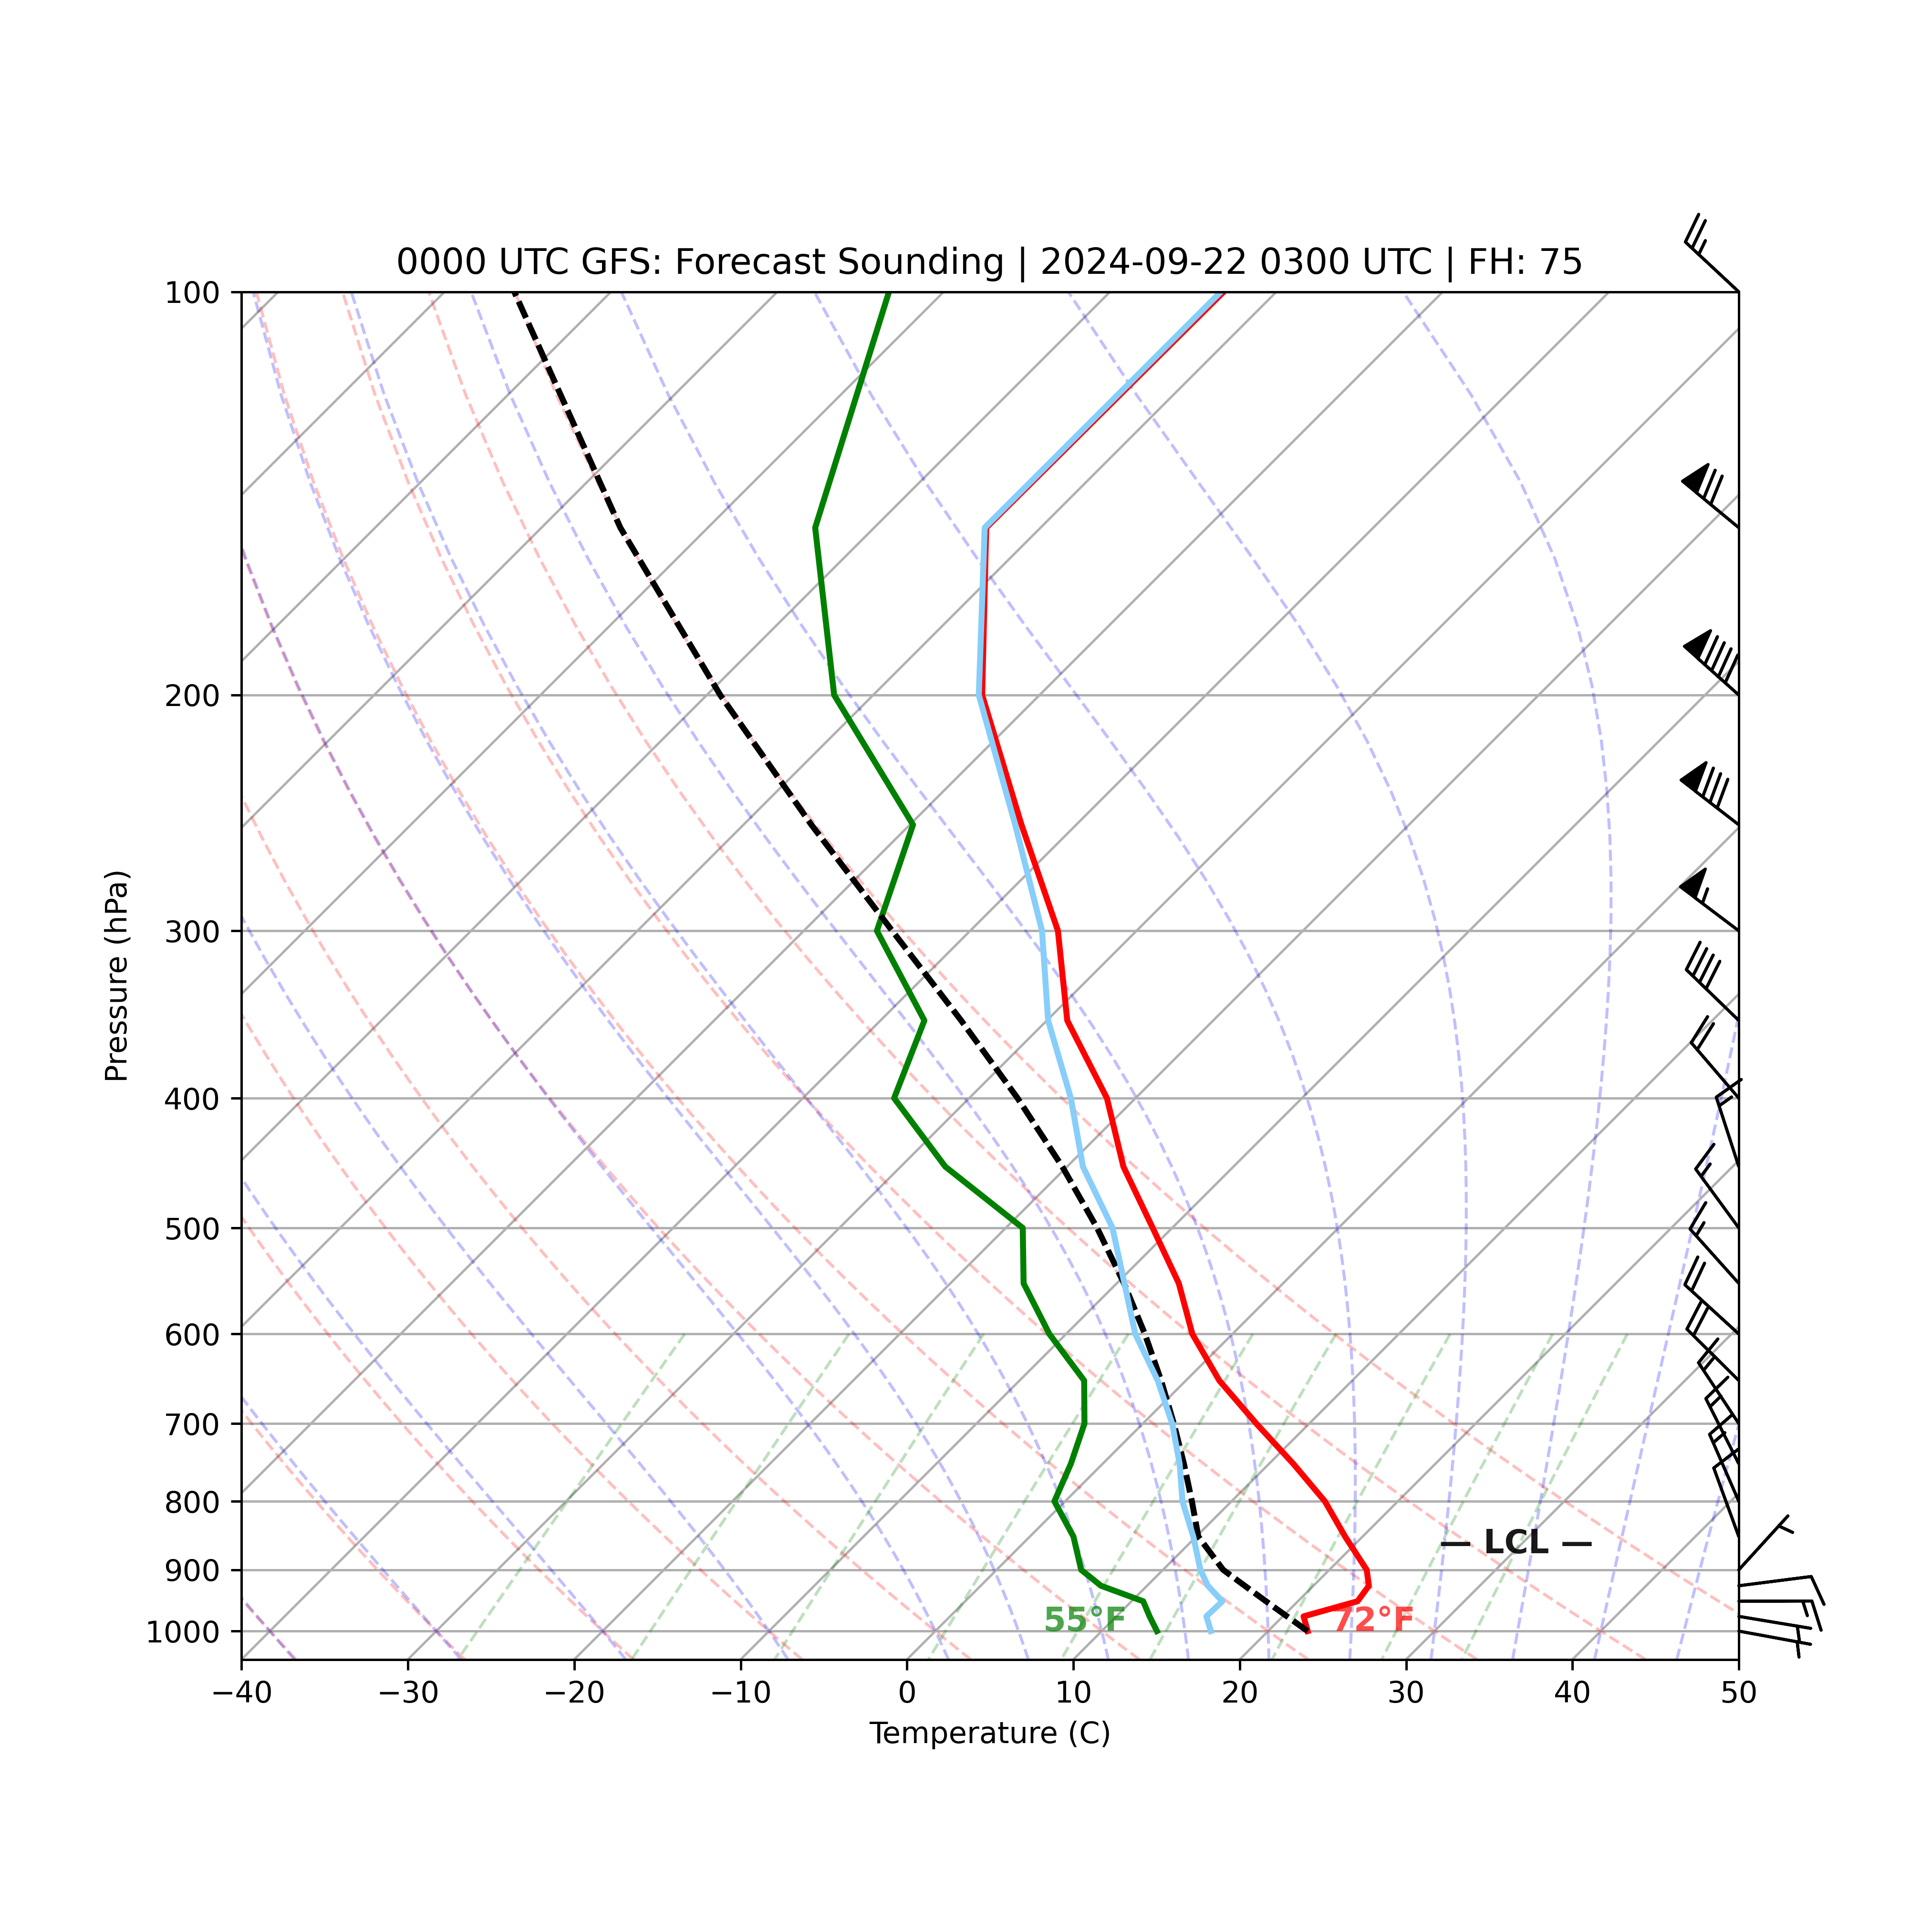 0000 UTC GFS: Forecast Sounding | 2024-09-22 0300 UTC | FH: 75
100
200
300
400
500
600
700
800
900
1000
Pressure (hPa)
— LCL —
55°F
72°F
−40 −30 −20 −10 0 10 20 30 40 50
Temperature (C)